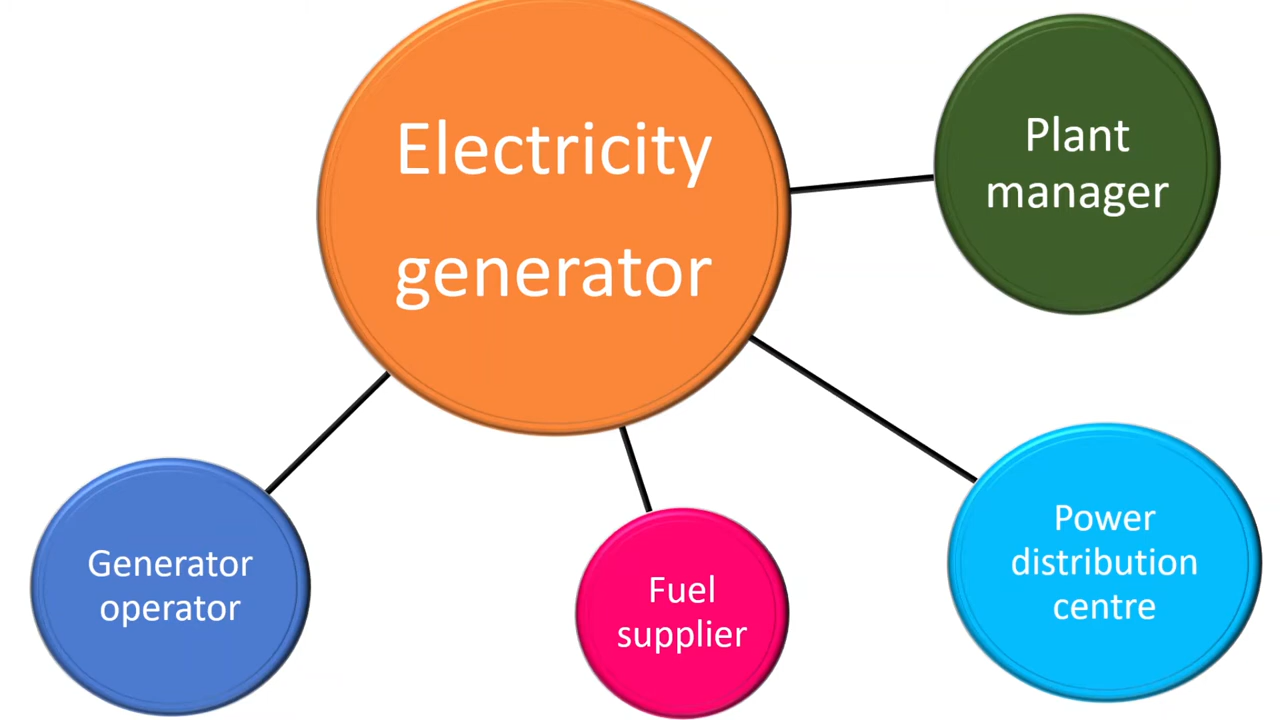 Electricity
generator
Plant
manager
Generator
operator
Fuel
supplier
Power
distribution
centre